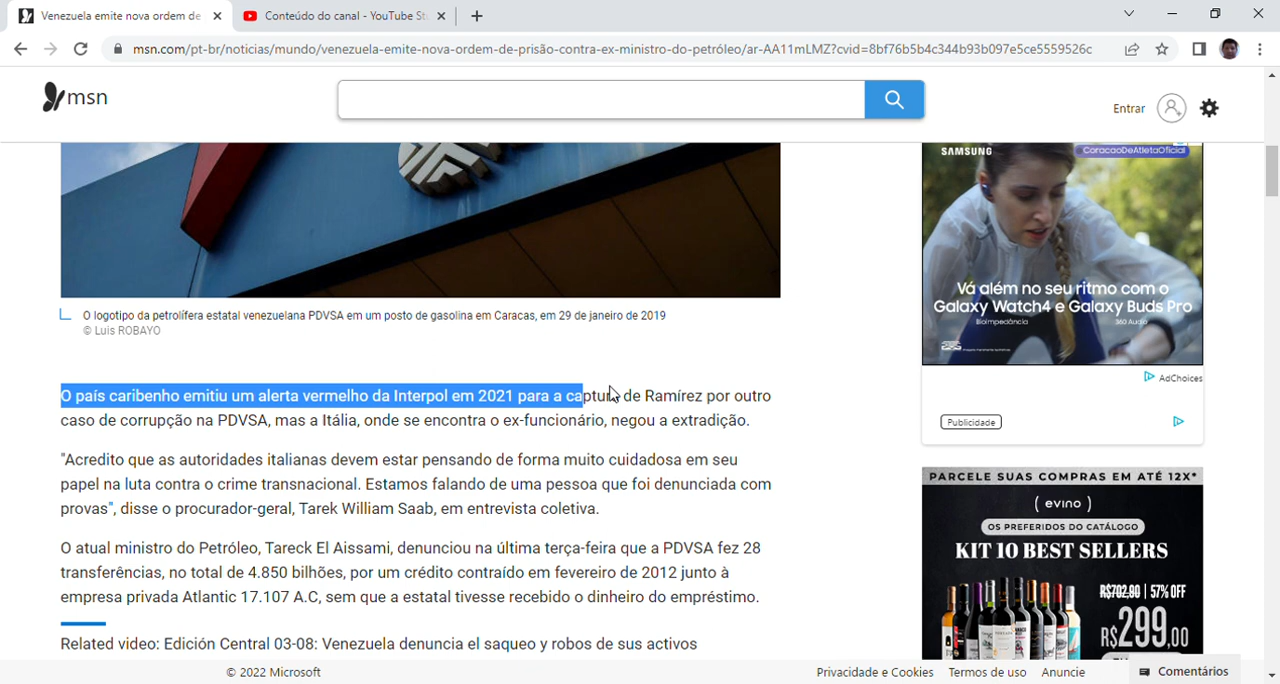 Venezuela emite nova ordem de
Conteúdo do canal - YouTube St
msn.com/pt-br/noticias/mundo/venezuela-emite-nova-ordem-de-prisão-contra-ex-ministro-do-petróleo/ar-AA11mLMZ?cvid=8bf76b5b4c344b93b097e5ce5559526c
msn
Entrar
SAMSUNG
CoracaoDeAtletaOficial
Vá além no seu ritmo com o
Galaxy Watch4 e Galaxy Buds Pro
Bioimpedância 360 Áudio
AdChoices
Publicidade
O logotipo da petrolífera estatal venezuelana PDVSA em um posto de gasolina em Caracas, em 29 de janeiro de 2019
© Luis ROBAYO
O país caribenho emitiu um alerta vermelho da Interpol em 2021 para a captura de Ramírez por outro
caso de corrupção na PDVSA, mas a Itália, onde se encontra o ex-funcionário, negou a extradição.
"Acredito que as autoridades italianas devem estar pensando de forma muito cuidadosa em seu
papel na luta contra o crime transnacional. Estamos falando de uma pessoa que foi denunciada com
provas", disse o procurador-geral, Tarek William Saab, em entrevista coletiva.
O atual ministro do Petróleo, Tareck El Aissami, denunciou na última terça-feira que a PDVSA fez 28
transferências, no total de 4.850 bilhões, por um crédito contraído em fevereiro de 2012 junto à
empresa privada Atlantic 17.107 A.C, sem que a estatal tivesse recebido o dinheiro do empréstimo.
Related video: Edición Central 03-08: Venezuela denuncia el saqueo y robos de sus activos
PARCELE SUAS COMPRAS EM ATÉ 12X*
( evino )
OS PREFERIDOS DO CATÁLOGO
KIT 10 BEST SELLERS
R$702,90 | 57% OFF
R$299,00
© 2022 Microsoft
Privacidade e Cookies
Termos de uso
Anuncie
Comentários